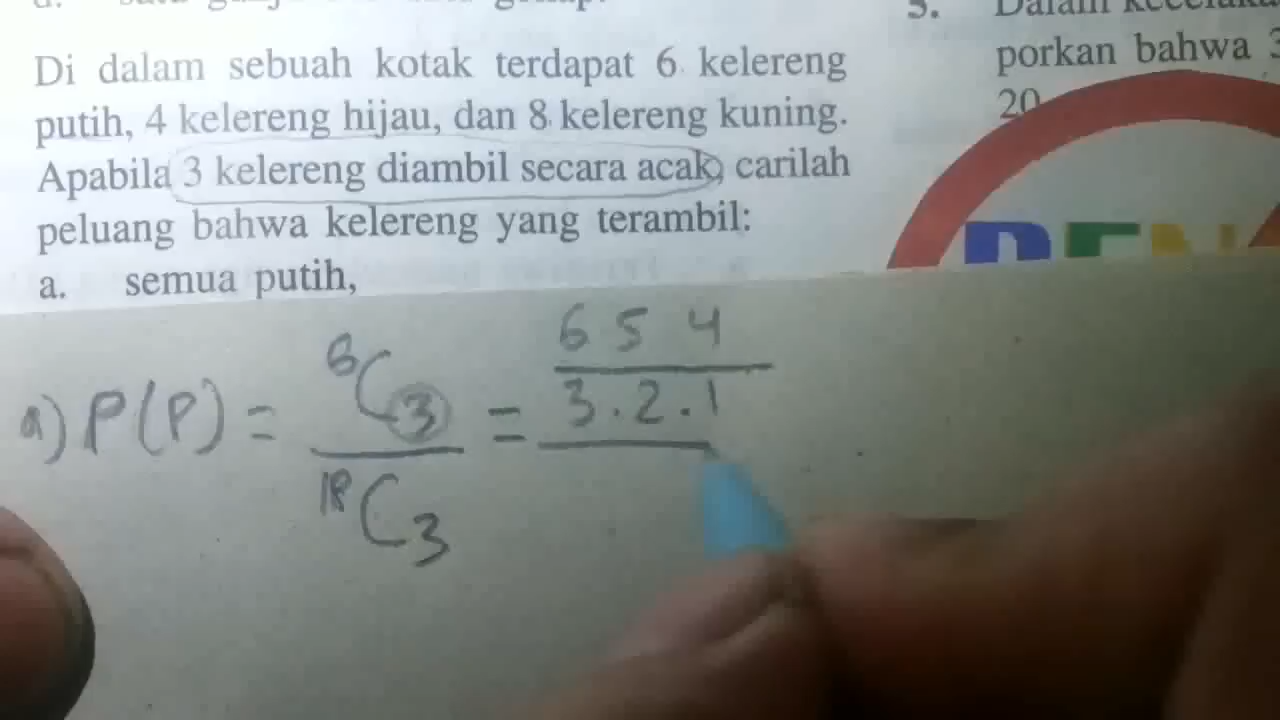 Di dalam sebuah kotak terdapat 6 kelereng
putih, 4 kelereng hijau, dan 8 kelereng kuning.
Apabila 3 kelereng diambil secara acak, carilah
peluang bahwa kelereng yang terambil:
a. semua putih,
5.
porkan bahwa
20
a) P(P) = 6C3 / 18C3 = 6 5 4 / 3.2.1